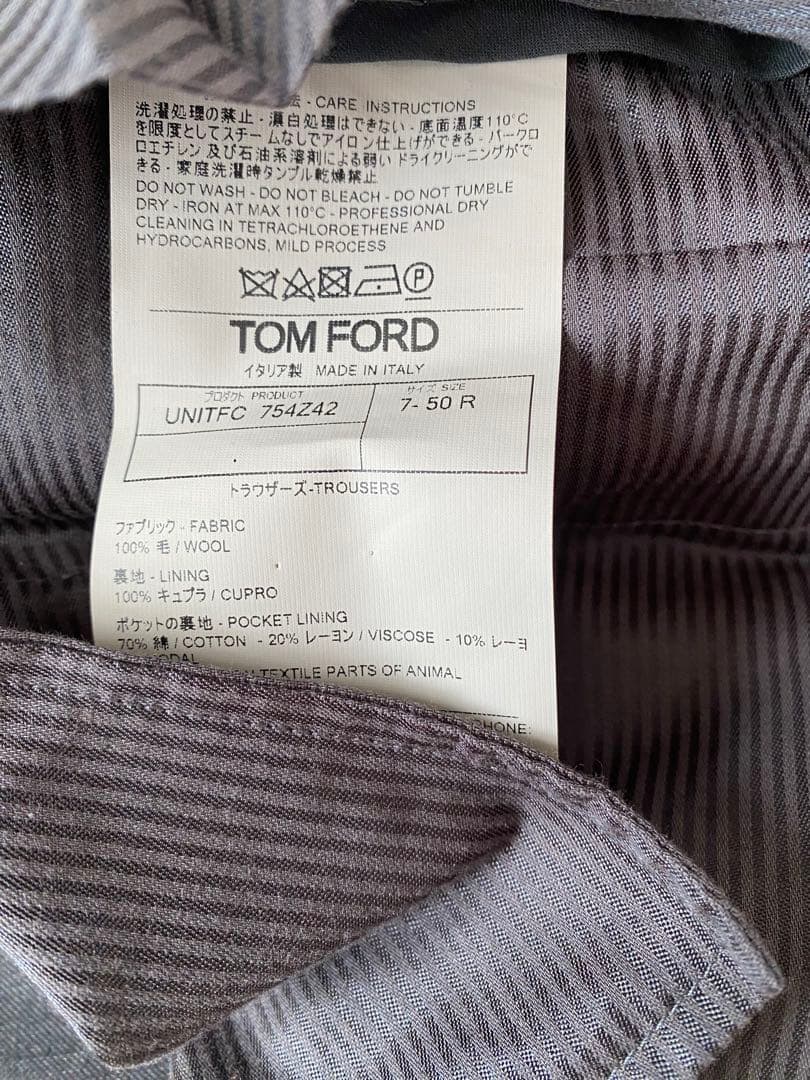 法 - CARE INSTRUCTIONS
洗濯処理の禁止 - 漂白処理はできない - 底面温度110°C
を限度としてスチームなしでアイロン仕上げができる - パークロ
ロエチレン 及び石油系溶剤による弱い ドライクリーニングがで
きる - 家庭洗濯時タンブル乾燥禁止
DO NOT WASH - DO NOT BLEACH - DO NOT TUMBLE
DRY - IRON AT MAX 110°C - PROFESSIONAL DRY
CLEANING IN TETRACHLOROETHENE AND
HYDROCARBONS, MILD PROCESS
P
TOM FORD
イタリア製 MADE IN ITALY
プロダクト PRODUCT
UNITFC 754Z42
サイズ SIZE
7- 50 R
トラウザーズ-TROUSERS
ファブリック - FABRIC
100% 毛 / WOOL
裏地 - LINING
100% キュプラ / CUPRO
ポケットの裏地 - POCKET LINING
70% 綿 / COTTON - 20% レーヨン / VISCOSE - 10% レーヨ
TEXTILE PARTS OF ANIMAL
PHONE: